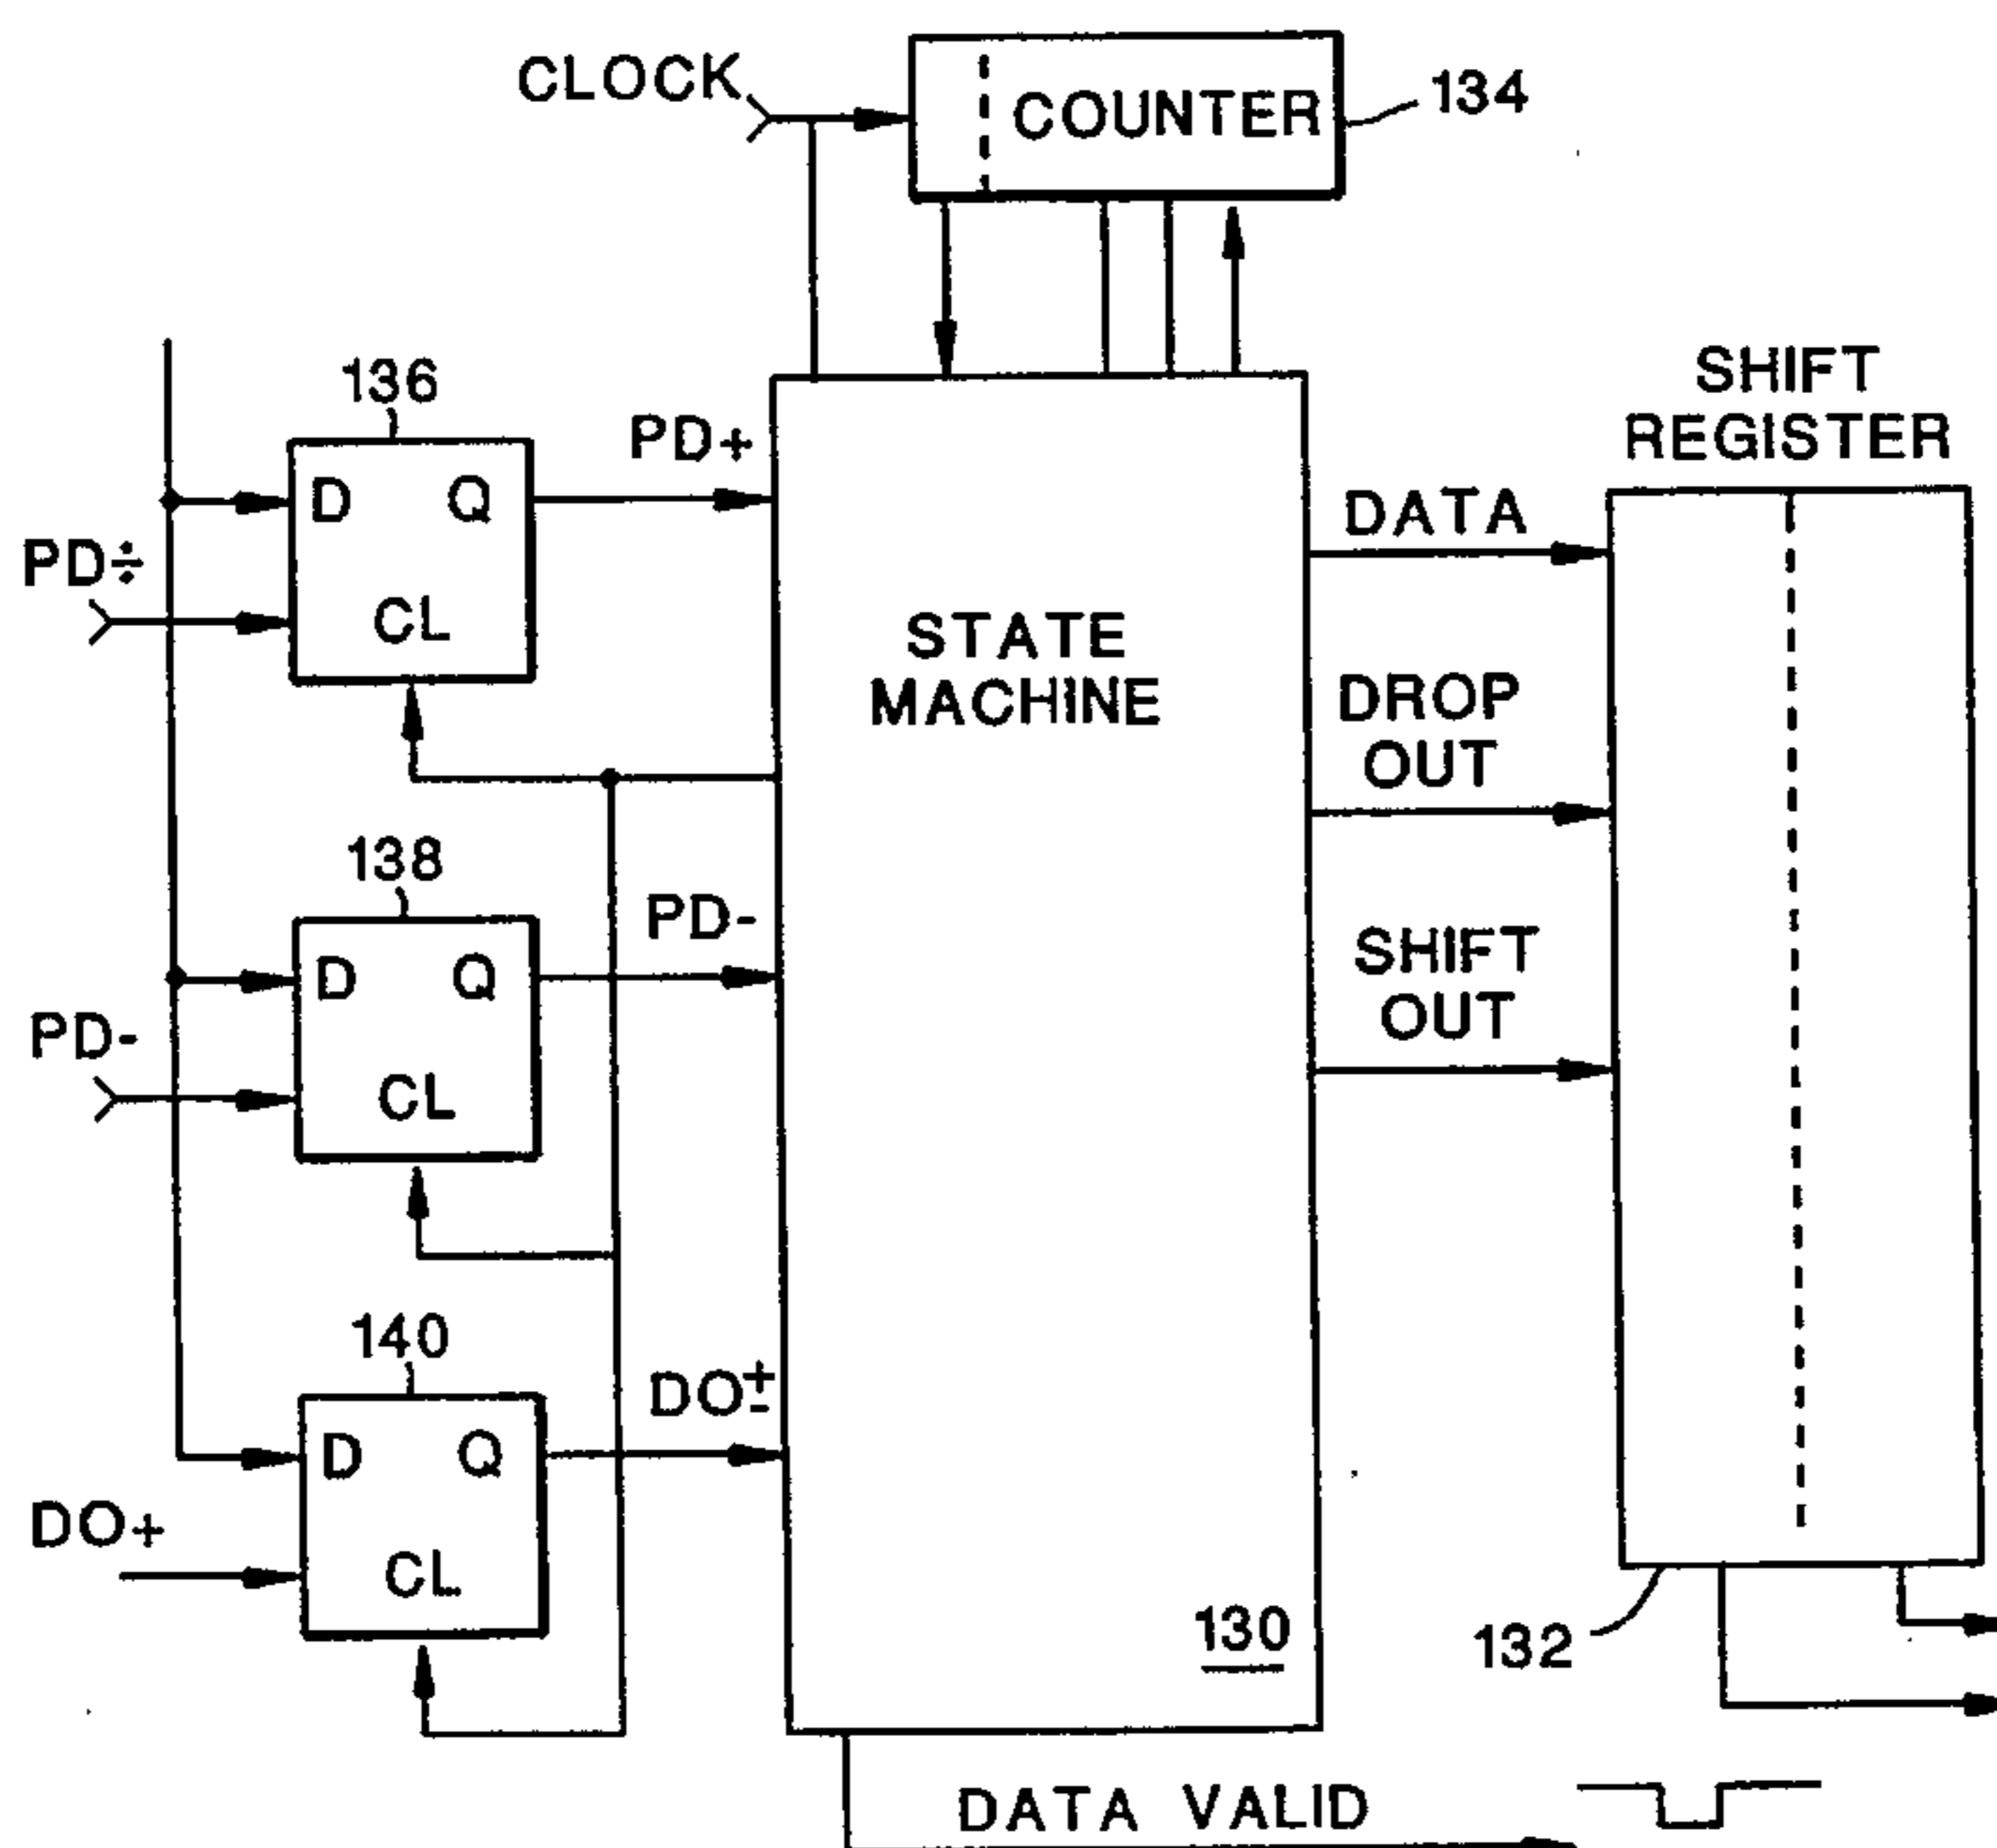 CLOCK
COUNTER
134
136
PD+
SHIFT
REGISTER
D Q
DATA
PD÷
CL
STATE
MACHINE
DROP
OUT
138
PD-
D Q
SHIFT
OUT
PD-
CL
140
DO±
D Q
DO+
CL
130
132
DATA VALID